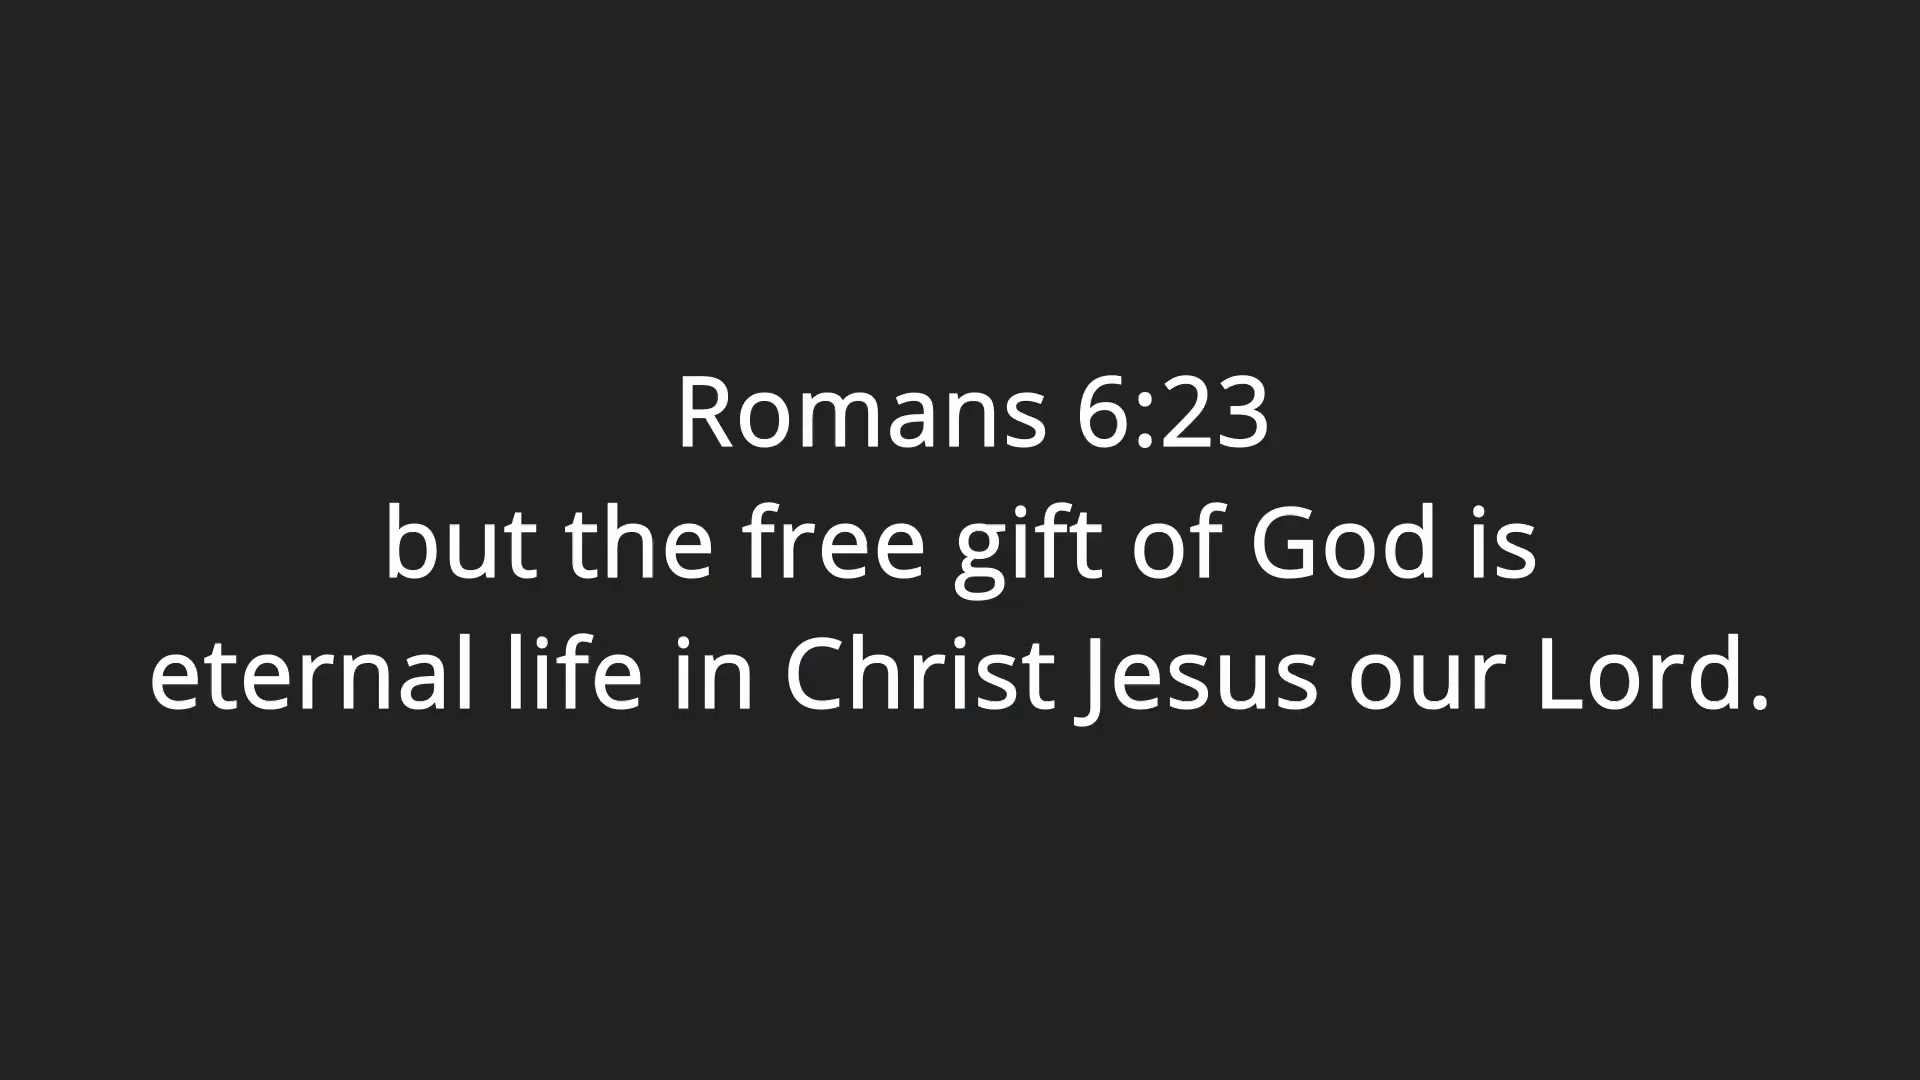 Romans 6:23
but the free gift of God is
eternal life in Christ Jesus our Lord.